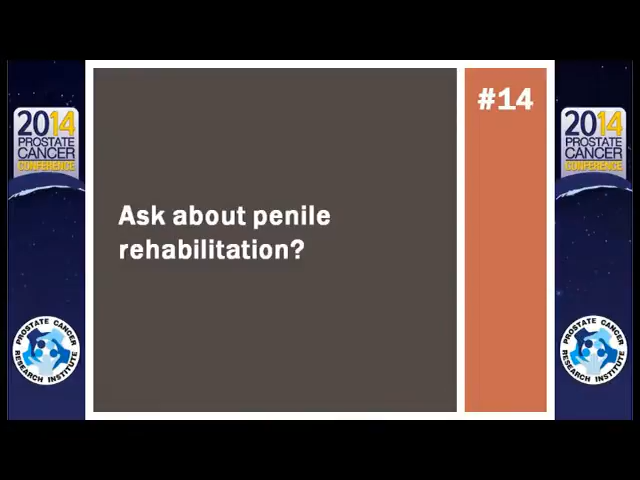 2014
PROSTATE
CANCER
CONFERENCE
PROSTATE CANCER
RESEARCH INSTITUTE
#14
Ask about penile
rehabilitation?
2014
PROSTATE
CANCER
CONFERENCE
PROSTATE CANCER
RESEARCH INSTITUTE